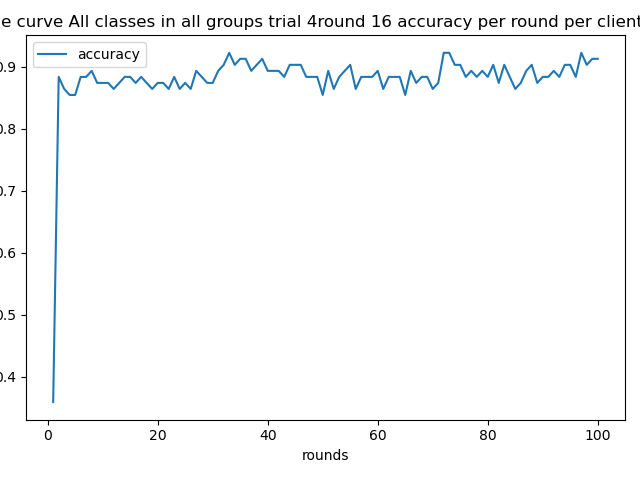 e curve All classes in all groups trial 4round 16 accuracy per round per client
accuracy
0.9
0.8
0.7
0.6
0.5
0.4
0 20 40 60 80 100
rounds